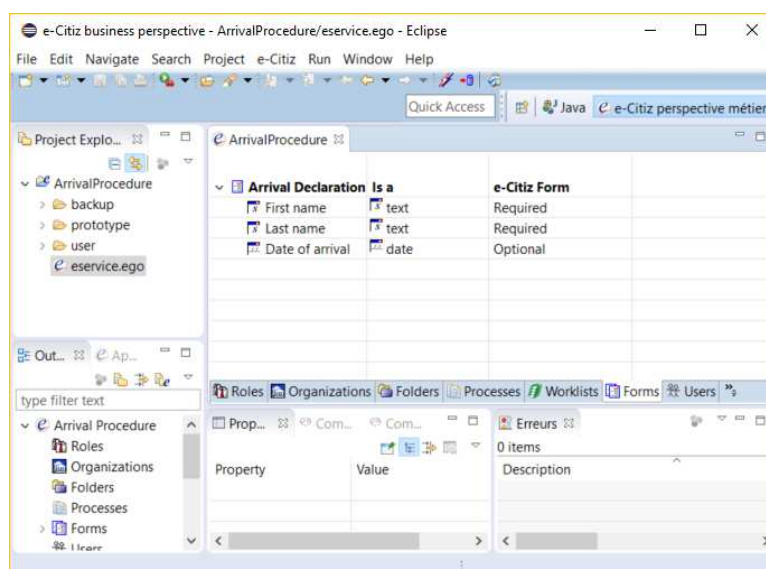 e-Citiz business perspective - ArrivalProcedure/eservice.ego - Eclipse
File Edit Navigate Search Project e-Citiz Run Window Help
Quick Access Java e-Citiz perspective métier
Project Explo...
ArrivalProcedure
backup
prototype
user
eservice.ego
ArrivalProcedure
Arrival Declaration Is a e-Citiz Form
First name text Required
Last name text Required
Date of arrival date Optional
Roles Organizations Folders Processes Worklists Forms Users
Out... Ap...
type filter text
Arrival Procedure
Roles
Organizations
Folders
Processes
Forms
Users
Prop... Com... Com...
Property Value
Erreurs
0 items
Description